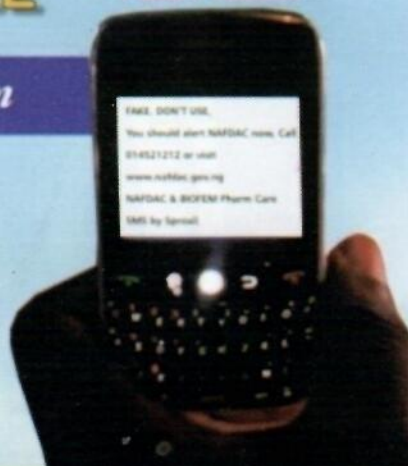 FAKE. DON'T USE,
You should alert NAFDAC now, Call
014521212 or visit
www.nafdac.gov.ng
NAFDAC & BIOFEM Pharm Care
SMS by Sproxil